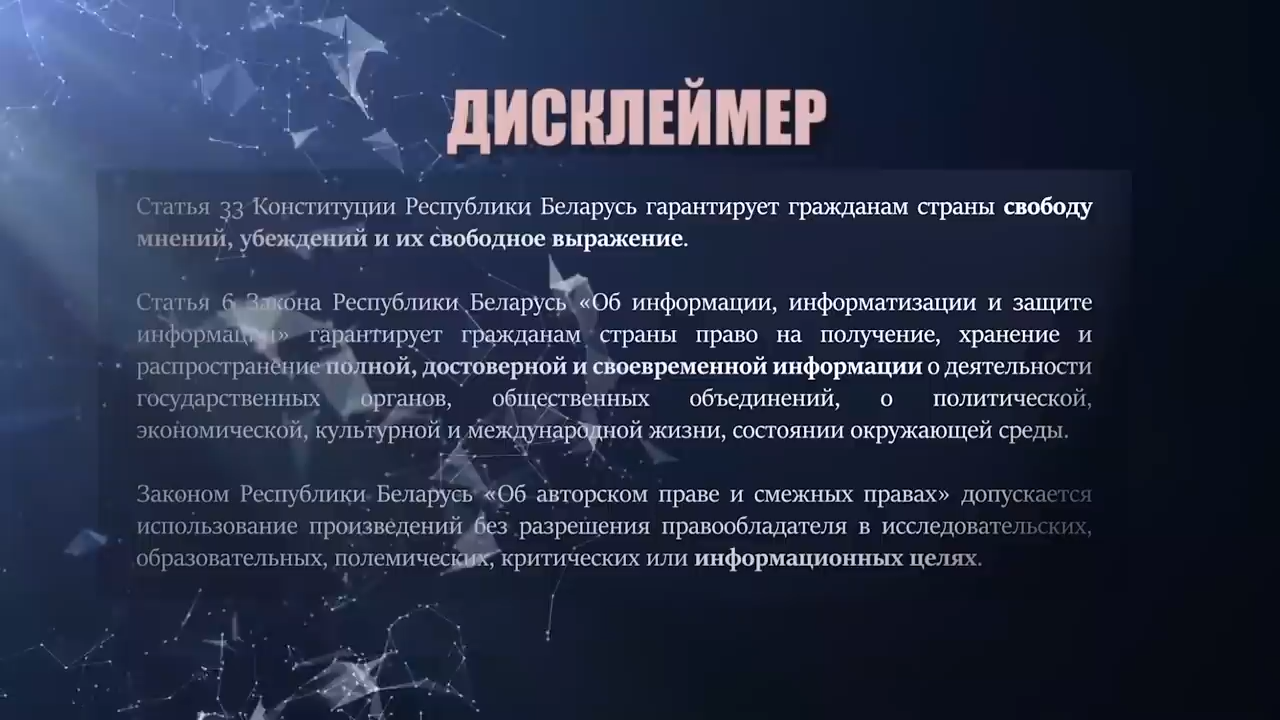 ДИСКЛЕЙМЕР
Статья 33 Конституции Республики Беларусь гарантирует гражданам страны свободу
мнений, убеждений и их свободное выражение.
Статья 6 Закона Республики Беларусь «Об информации, информатизации и защите
информации» гарантирует гражданам страны право на получение, хранение и
распространение полной, достоверной и своевременной информации о деятельности
государственных органов, общественных объединений, о политической,
экономической, культурной и международной жизни, состоянии окружающей среды.
Законом Республики Беларусь «Об авторском праве и смежных правах» допускается
использование произведений без разрешения правообладателя в исследовательских,
образовательных, полемических, критических или информационных целях.